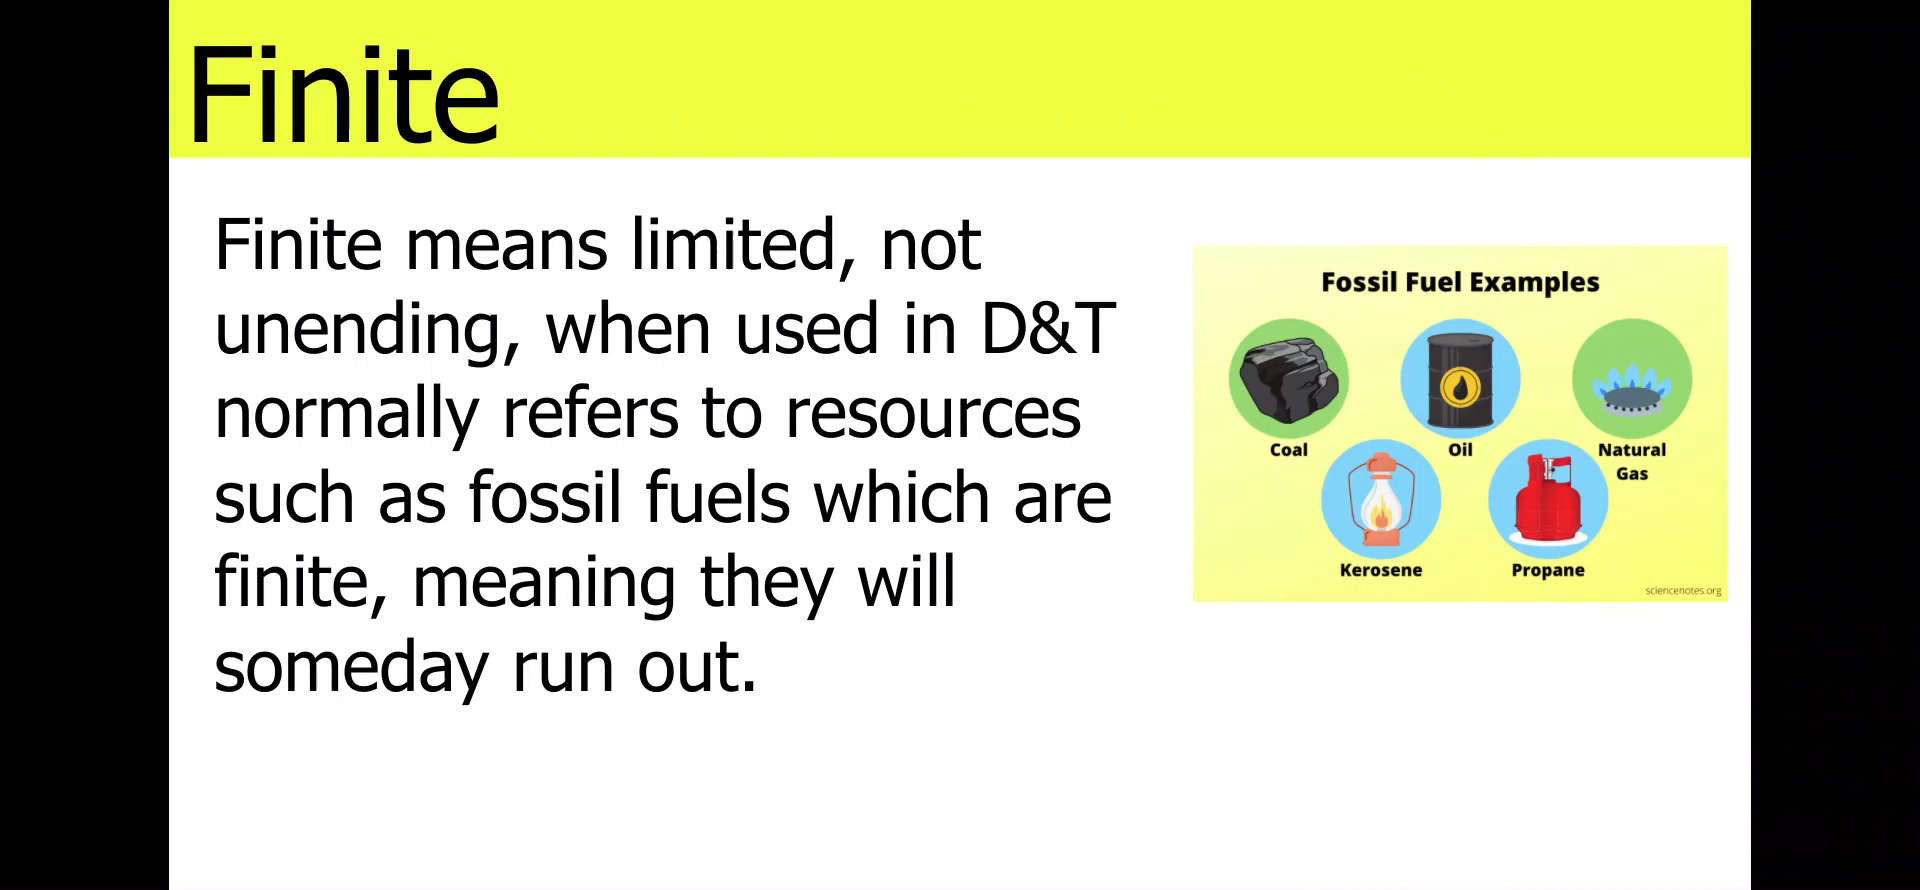 Finite
Finite means limited, not
unending, when used in D&T
normally refers to resources
such as fossil fuels which are
finite, meaning they will
someday run out.
Fossil Fuel Examples
Coal
Oil
Natural
Gas
Kerosene
Propane
sciencenotes.org